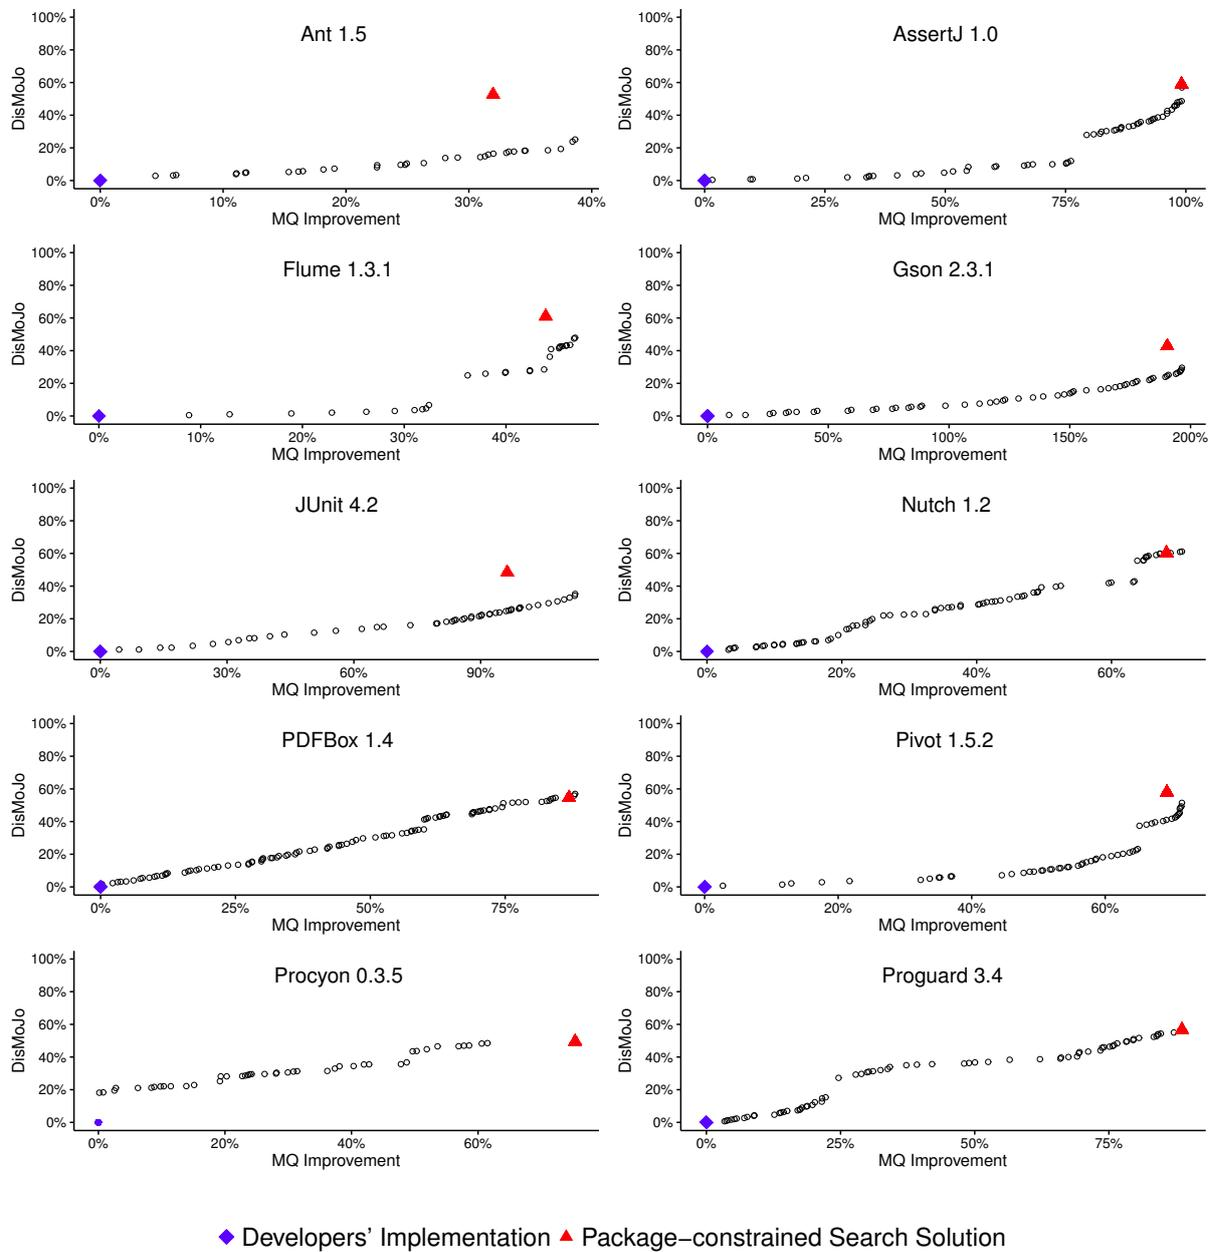 Ant 1.5
DisMoJo
100%
80%
60%
40%
20%
0%
0% 10% 20% 30% 40%
MQ Improvement
AssertJ 1.0
DisMoJo
100%
80%
60%
40%
20%
0%
0% 25% 50% 75% 100%
MQ Improvement
Flume 1.3.1
DisMoJo
100%
80%
60%
40%
20%
0%
0% 10% 20% 30% 40%
MQ Improvement
Gson 2.3.1
DisMoJo
100%
80%
60%
40%
20%
0%
0% 50% 100% 150% 200%
MQ Improvement
JUnit 4.2
DisMoJo
100%
80%
60%
40%
20%
0%
0% 30% 60% 90%
MQ Improvement
Nutch 1.2
DisMoJo
100%
80%
60%
40%
20%
0%
0% 20% 40% 60%
MQ Improvement
PDFBox 1.4
DisMoJo
100%
80%
60%
40%
20%
0%
0% 25% 50% 75%
MQ Improvement
Pivot 1.5.2
DisMoJo
100%
80%
60%
40%
20%
0%
0% 20% 40% 60%
MQ Improvement
Procyon 0.3.5
DisMoJo
100%
80%
60%
40%
20%
0%
0% 20% 40% 60%
MQ Improvement
Proguard 3.4
DisMoJo
100%
80%
60%
40%
20%
0%
0% 25% 50% 75%
MQ Improvement
Developers' Implementation Package−constrained Search Solution